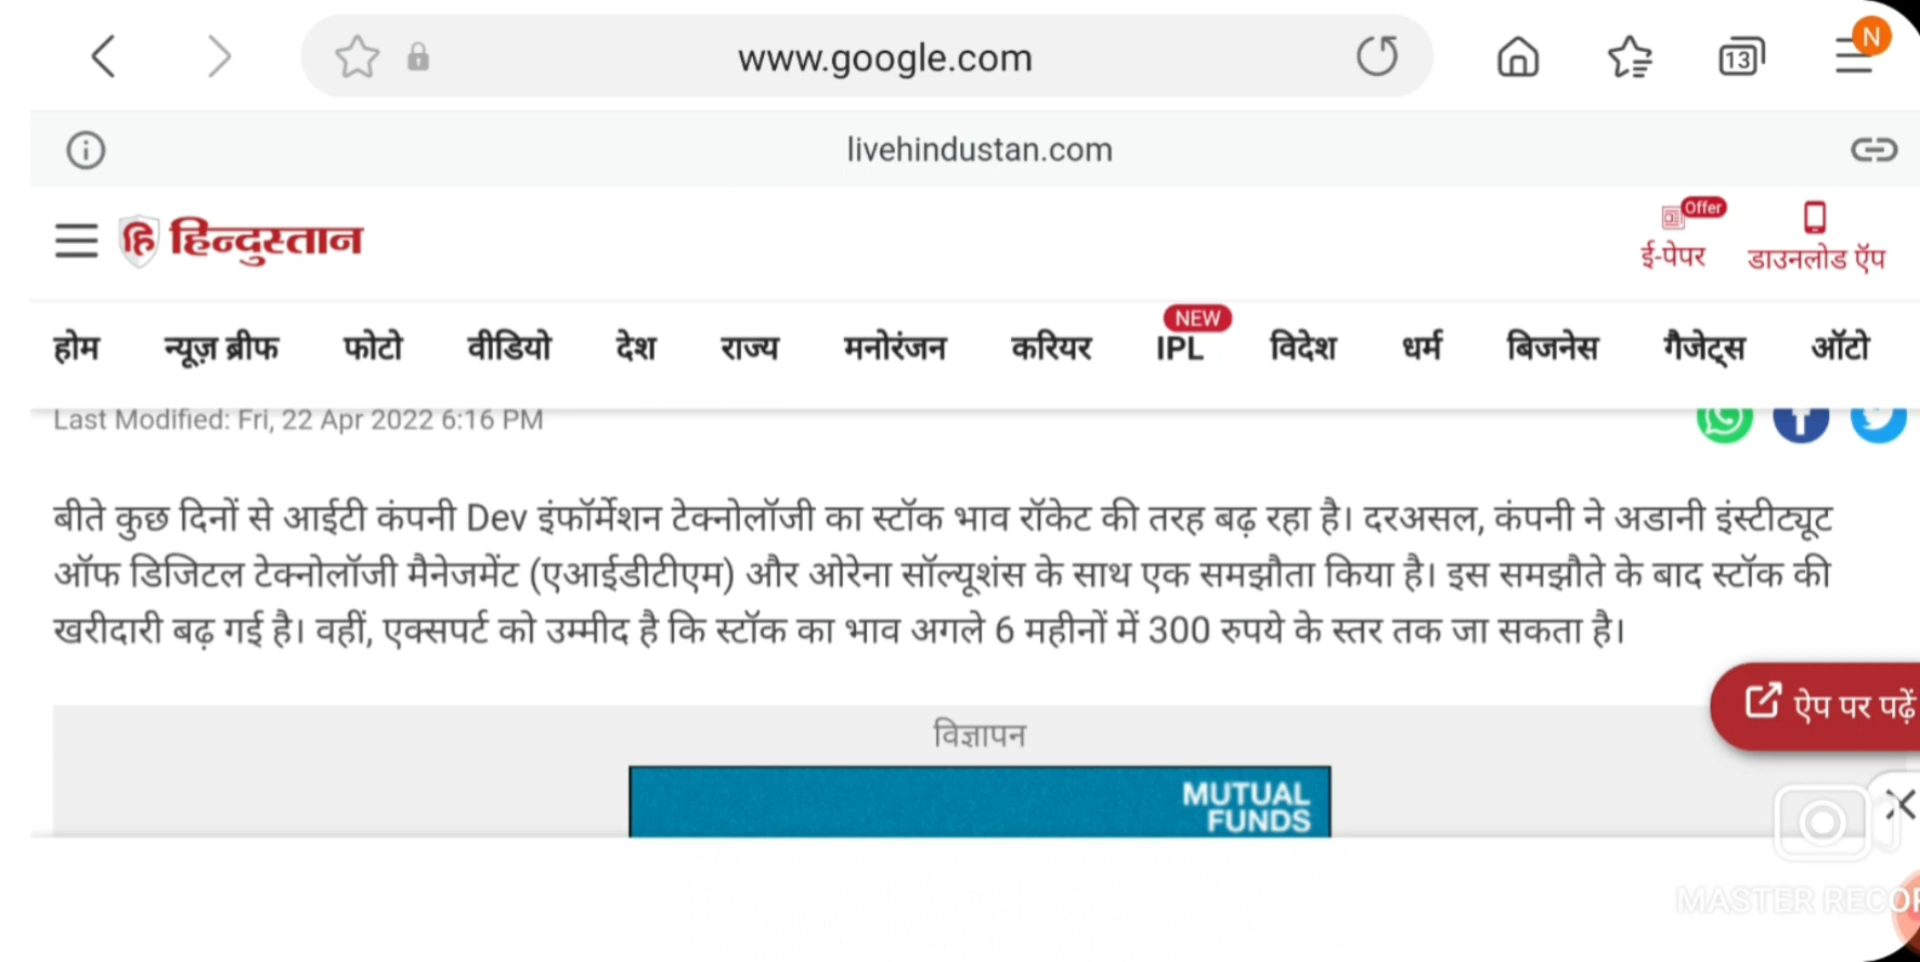 www.google.com
13
N
livehindustan.com
हि हिन्दुस्तान
Offer
ई-पेपर
डाउनलोड ऍप
NEW
होम न्यूज़ ब्रीफ फोटो वीडियो देश राज्य मनोरंजन करियर IPL विदेश धर्म बिजनेस गैजेट्स ऑटो
Last Modified: Fri, 22 Apr 2022 6:16 PM
बीते कुछ दिनों से आईटी कंपनी Dev इंफॉर्मेशन टेक्नोलॉजी का स्टॉक भाव रॉकेट की तरह बढ़ रहा है। दरअसल, कंपनी ने अडानी इंस्टीट्यूट
ऑफ डिजिटल टेक्नोलॉजी मैनेजमेंट (एआईडीटीएम) और ओरेना सॉल्यूशंस के साथ एक समझौता किया है। इस समझौते के बाद स्टॉक की
खरीदारी बढ़ गई है। वहीं, एक्सपर्ट को उम्मीद है कि स्टॉक का भाव अगले 6 महीनों में 300 रुपये के स्तर तक जा सकता है।
ऐप पर पढ़ें
विज्ञापन
MUTUAL
FUNDS
MASTER RECOR